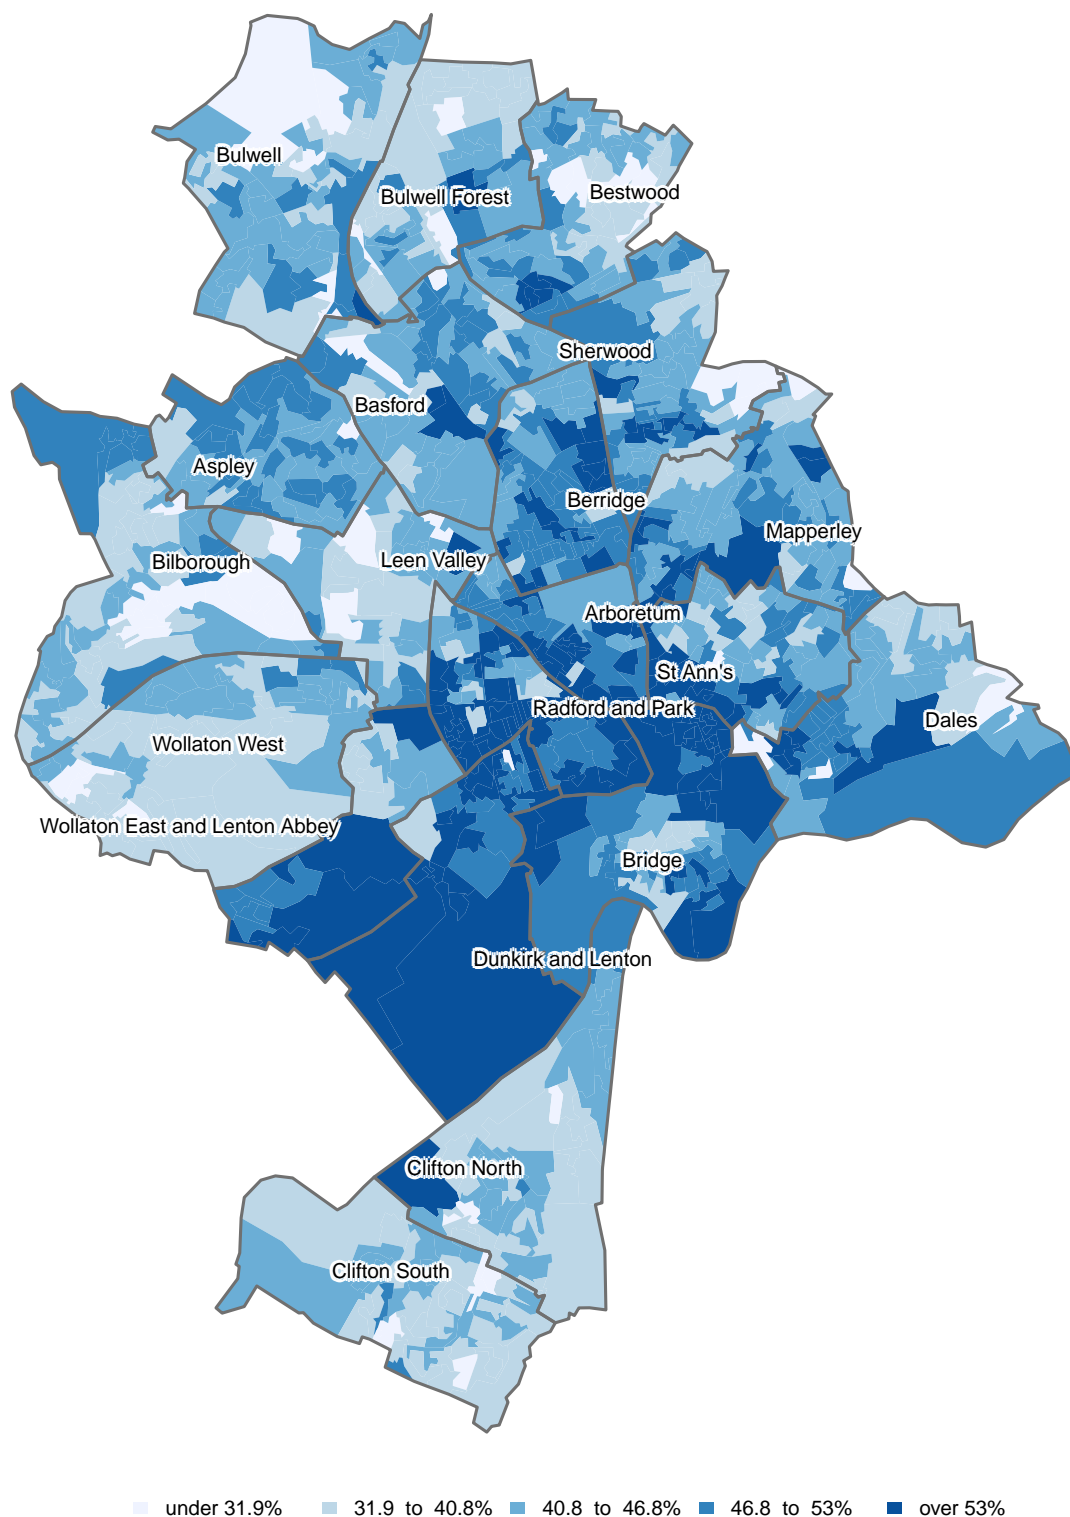 Bulwell
Bulwell Forest
Bestwood
Sherwood
Basford
Aspley
Berridge
Mapperley
Leen Valley
Bilborough
Arboretum
St Ann's
Radford and Park
Dales
Wollaton West
Wollaton East and Lenton Abbey
Bridge
Dunkirk and Lenton
Clifton North
Clifton South
under 31.9% 31.9 to 40.8% 40.8 to 46.8% 46.8 to 53% over 53%